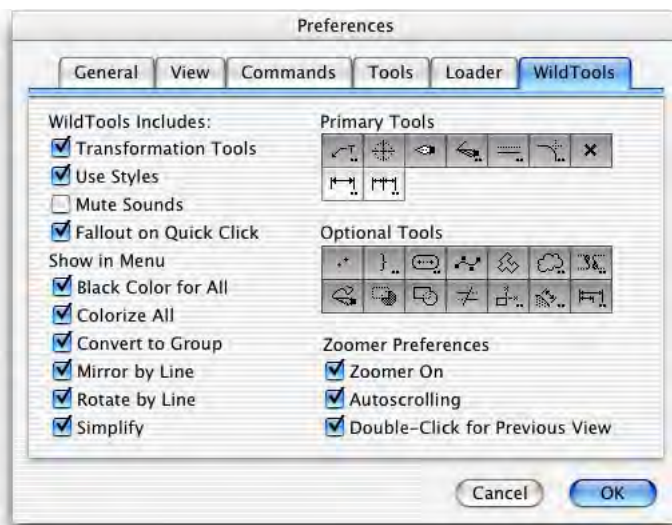 Preferences
General View Commands Tools Loader WildTools
WildTools Includes:
Transformation Tools
Use Styles
Mute Sounds
Fallout on Quick Click
Show in Menu
Black Color for All
Colorize All
Convert to Group
Mirror by Line
Rotate by Line
Simplify
Primary Tools
Optional Tools
Zoomer Preferences
Zoomer On
Autoscrolling
Double-Click for Previous View
Cancel OK